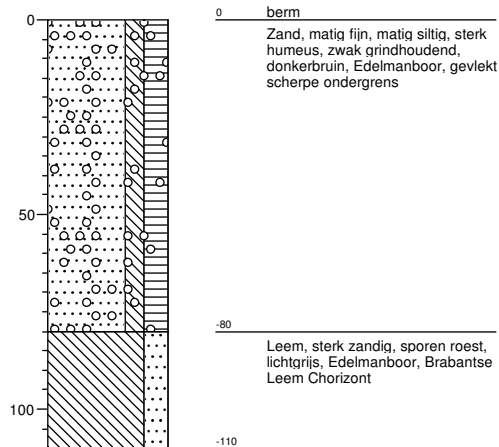 0
0 berm
Zand, matig fijn, matig siltig, sterk
humeus, zwak grindhoudend,
donkerbruin, Edelmanboor, gevlekt
scherpe ondergrens
50
-80
Leem, sterk zandig, sporen roest,
lichtgrijs, Edelmanboor, Brabantse
Leem Chorizont
100
-110